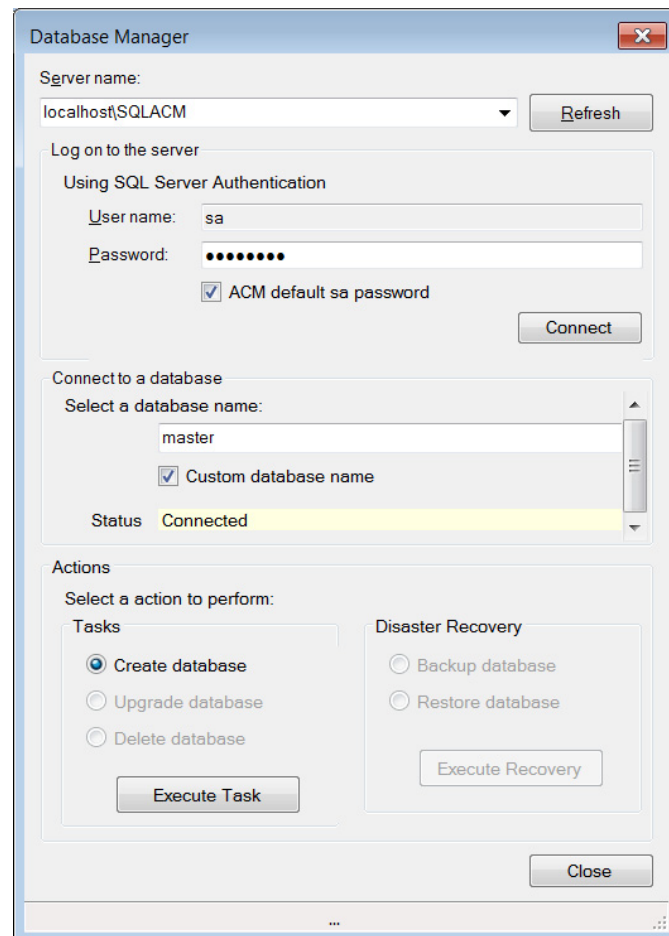 Database Manager
Server name:
localhost\SQLACM
Refresh
Log on to the server
Using SQL Server Authentication
User name: sa
Password: ●●●●●●●●
ACM default sa password
Connect
Connect to a database
Select a database name:
master
Custom database name
Status Connected
Actions
Select a action to perform:
Tasks
Create database
Upgrade database
Delete database
Execute Task
Disaster Recovery
Backup database
Restore database
Execute Recovery
Close
...